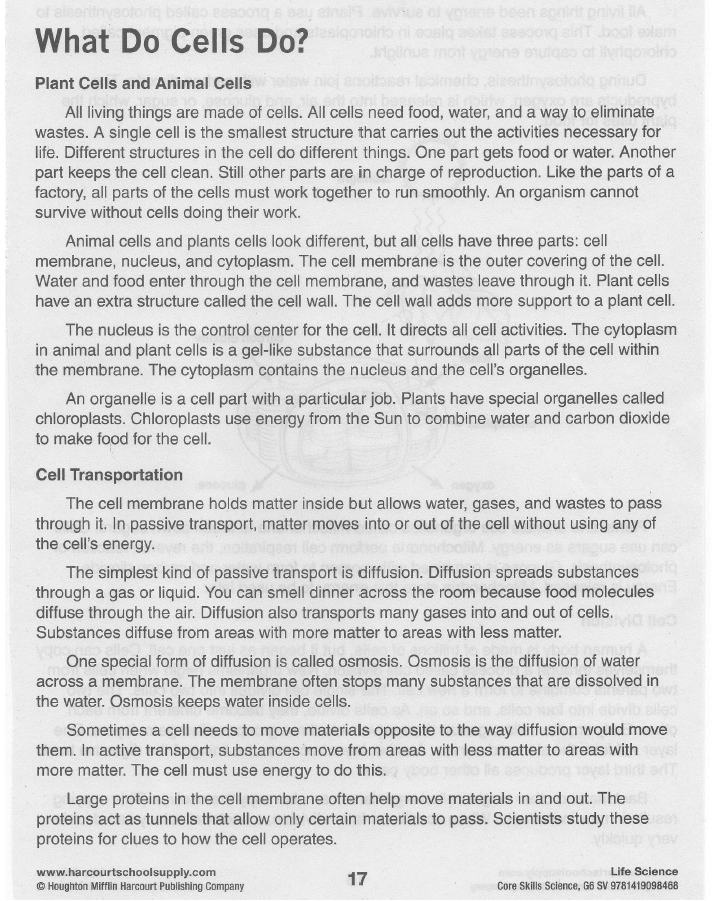 What Do Cells Do?
Plant Cells and Animal Cells
All living things are made of cells. All cells need food, water, and a way to eliminate
wastes. A single cell is the smallest structure that carries out the activities necessary for
life. Different structures in the cell do different things. One part gets food or water. Another
part keeps the cell clean. Still other parts are in charge of reproduction. Like the parts of a
factory, all parts of the cells must work together to run smoothly. An organism cannot
survive without cells doing their work.
Animal cells and plants cells look different, but all cells have three parts: cell
membrane, nucleus, and cytoplasm. The cell membrane is the outer covering of the cell.
Water and food enter through the cell membrane, and wastes leave through it. Plant cells
have an extra structure called the cell wall. The cell wall adds more support to a plant cell.
The nucleus is the control center for the cell. It directs all cell activities. The cytoplasm
in animal and plant cells is a gel-like substance that surrounds all parts of the cell within
the membrane. The cytoplasm contains the nucleus and the cell's organelles.
An organelle is a cell part with a particular job. Plants have special organelles called
chloroplasts. Chloroplasts use energy from the Sun to combine water and carbon dioxide
to make food for the cell.
Cell Transportation
The cell membrane holds matter inside but allows water, gases, and wastes to pass
through it. In passive transport, matter moves into or out of the cell without using any of
the cell's energy.
The simplest kind of passive transport is diffusion. Diffusion spreads substances
through a gas or liquid. You can smell dinner across the room because food molecules
diffuse through the air. Diffusion also transports many gases into and out of cells.
Substances diffuse from areas with more matter to areas with less matter.
One special form of diffusion is called osmosis. Osmosis is the diffusion of water
across a membrane. The membrane often stops many substances that are dissolved in
the water. Osmosis keeps water inside cells.
Sometimes a cell needs to move materials opposite to the way diffusion would move
them. In active transport, substances move from areas with less matter to areas with
more matter. The cell must use energy to do this.
Large proteins in the cell membrane often help move materials in and out. The
proteins act as tunnels that allow only certain materials to pass. Scientists study these
proteins for clues to how the cell operates.
www.harcourtschoolsupply.com
© Houghton Mifflin Harcourt Publishing Company
17
Life Science
Core Skills Science, G6 SV 9781419098468